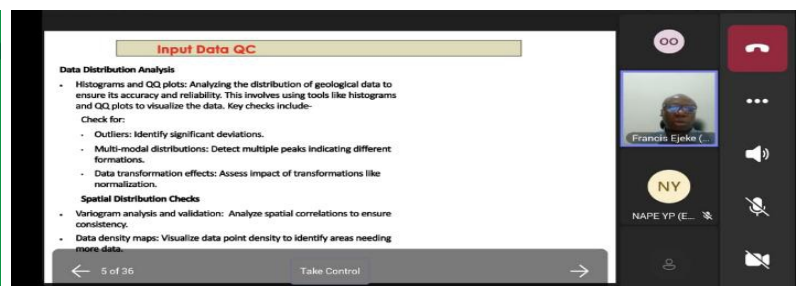 Input Data QC
Data Distribution Analysis
• Histograms and QQ plots: Analyzing the distribution of geological data to
ensure its accuracy and reliability. This involves using tools like histograms
and QQ plots to visualize the data. Key checks include-
Check for:
- Outliers: Identify significant deviations.
- Multi-modal distributions: Detect multiple peaks indicating different
formations.
- Data transformation effects: Assess impact of transformations like
normalization.
Spatial Distribution Checks
• Variogram analysis and validation: Analyze spatial correlations to ensure
consistency.
• Data density maps: Visualize data point density to identify areas needing
more data.
5 of 36
Take Control
OO
Francis Ejeke (...
NY
NAPE YP (E...